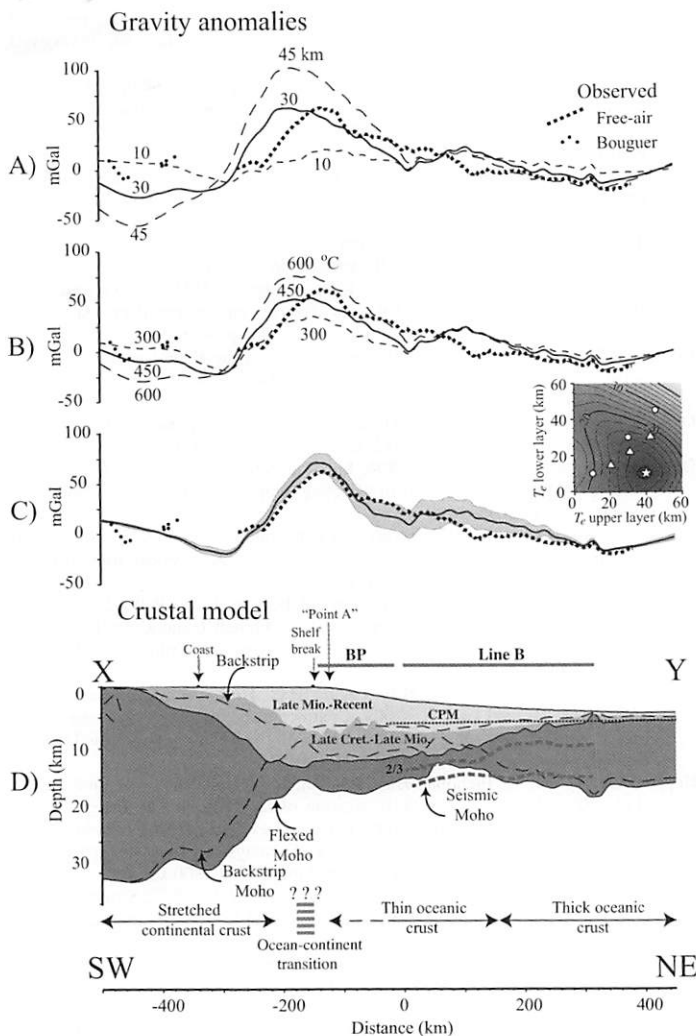 Gravity anomalies
100
50
0
-50
mGal
A)
45 km
30
10
30
45
10
Observed
Free-air
Bouguer
100
50
0
-50
mGal
B)
600 °C
450
300
300
450
600
100
50
0
-50
mGal
C)
60
40
20
0
Te lower layer (km)
0 20 40 60
Te upper layer (km)
Crustal model
"Point A"
Shelf
break
Coast
BP
Line B
X
Backstrip
Y
0
10
20
30
Depth (km)
D)
Late Mio.-Recent
CPM
Late Cret.-Late Mio.
2/3
Seismic
Moho
Flexed
Moho
Backstrip
Moho
? ? ?
Stretched
continental crust
Ocean-continent
transition
Thin oceanic
crust
Thick oceanic
crust
SW
NE
-400 -200 0 200 400
Distance (km)